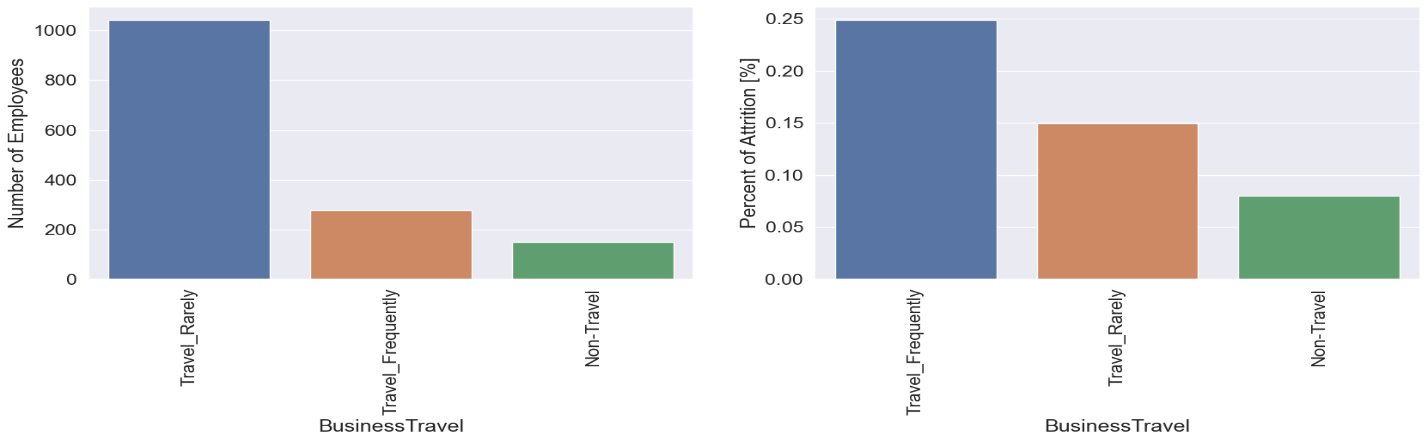 Number of Employees
1000
800
600
400
200
0
Travel_Rarely
Travel_Frequently
Non-Travel
BusinessTravel
Percent of Attrition [%]
0.25
0.20
0.15
0.10
0.05
0.00
Travel_Frequently
Travel_Rarely
Non-Travel
BusinessTravel